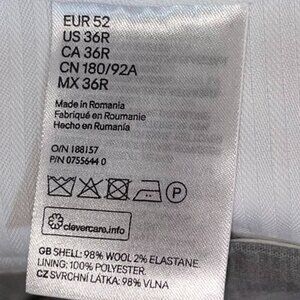 EUR 52
US 36R
CA 36R
CN 180/92A
MX 36R
Made in Romania
Fabriqué en Roumanie
Hecho en Rumanía
O/N 188157
P/N 0755644 0
P
clevercare.info
GB SHELL: 98% WOOL 2% ELASTANE
LINING: 100% POLYESTER.
CZ SVRCHNÍ LÁTKA: 98% VLNA